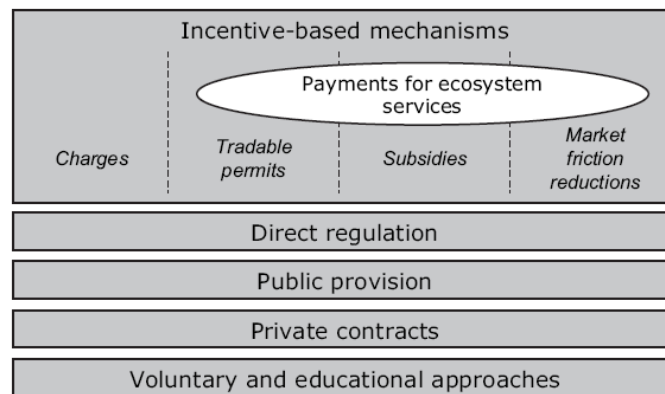 Incentive-based mechanisms
Payments for ecosystem
services
Charges
Tradable
permits
Subsidies
Market
friction
reductions
Direct regulation
Public provision
Private contracts
Voluntary and educational approaches